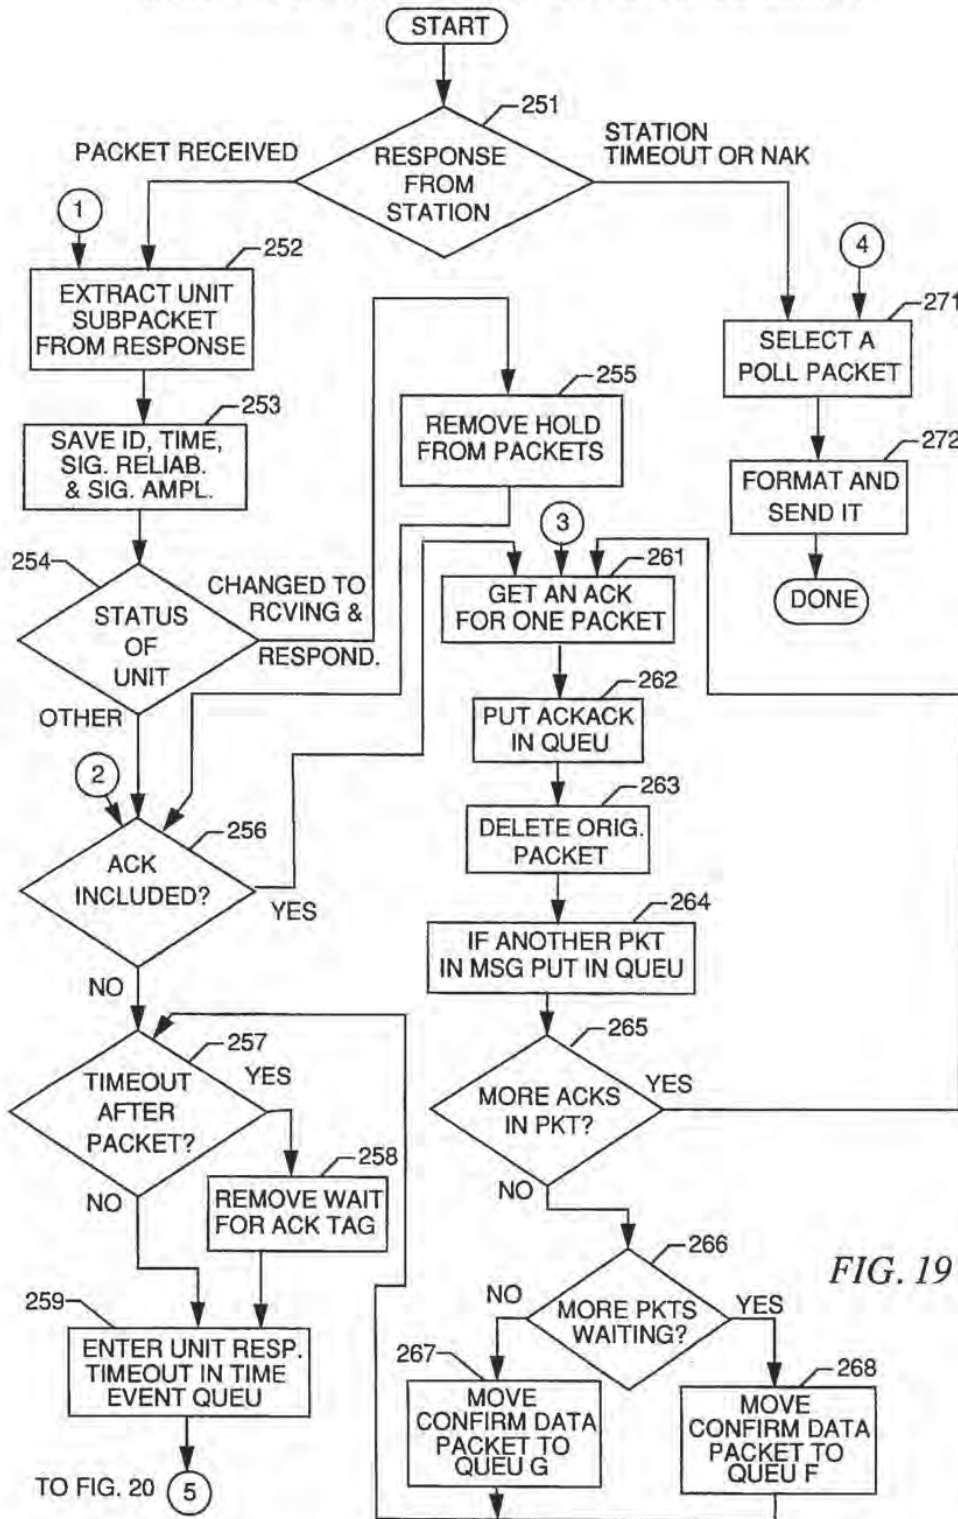 START
251
PACKET RECEIVED
RESPONSE
FROM
STATION
STATION
TIMEOUT OR NAK
1
252
EXTRACT UNIT
SUBPACKET
FROM RESPONSE
4
271
SELECT A
POLL PACKET
253
SAVE ID, TIME,
SIG. RELIAB.
& SIG. AMPL.
255
REMOVE HOLD
FROM PACKETS
272
FORMAT AND
SEND IT
DONE
254
STATUS
OF
UNIT
CHANGED TO
RCVING &
RESPOND.
OTHER
3
261
GET AN ACK
FOR ONE PACKET
262
PUT ACKACK
IN QUEU
2
256
ACK
INCLUDED?
YES
NO
263
DELETE ORIG.
PACKET
264
IF ANOTHER PKT
IN MSG PUT IN QUEU
257
TIMEOUT
AFTER
PACKET?
YES
NO
265
MORE ACKS
IN PKT?
YES
NO
258
REMOVE WAIT
FOR ACK TAG
266
MORE PKTS
WAITING?
NO
YES
FIG. 19
259
ENTER UNIT RESP.
TIMEOUT IN TIME
EVENT QUEU
267
MOVE
CONFIRM DATA
PACKET TO
QUEU G
268
MOVE
CONFIRM DATA
PACKET TO
QUEU F
TO FIG. 20
5